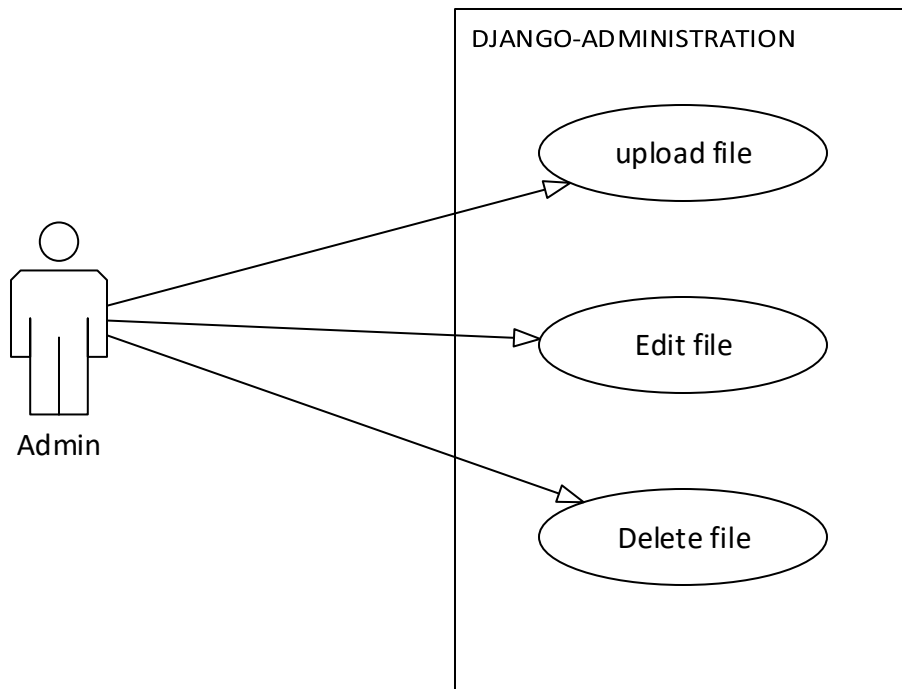 DJANGO-ADMINISTRATION
upload file
Edit file
Admin
Delete file